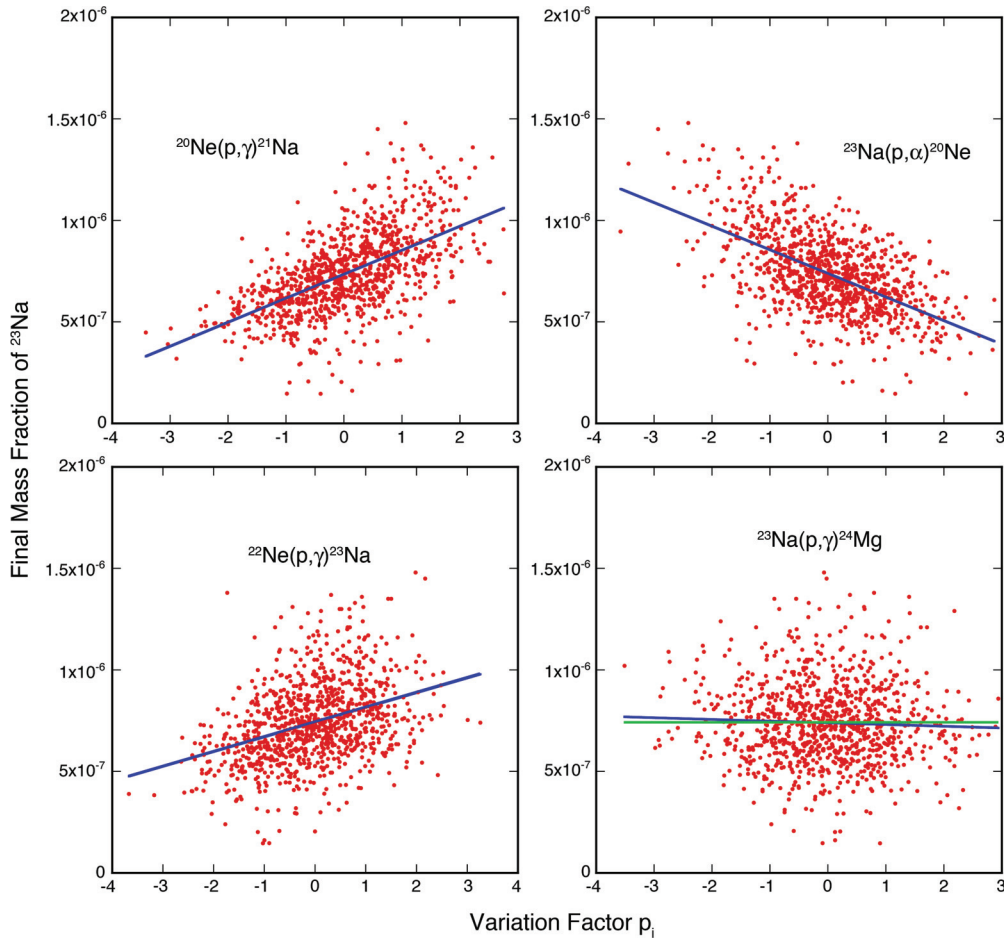 Final Mass Fraction of ²³Na
2x10⁻⁶
1.5x10⁻⁶
1x10⁻⁶
5x10⁻⁷
0
²⁰Ne(p,γ)²¹Na
-4 -3 -2 -1 0 1 2 3
2x10⁻⁶
1.5x10⁻⁶
1x10⁻⁶
5x10⁻⁷
0
²³Na(p,α)²⁰Ne
-4 -3 -2 -1 0 1 2 3
2x10⁻⁶
1.5x10⁻⁶
1x10⁻⁶
5x10⁻⁷
0
²²Ne(p,γ)²³Na
-4 -3 -2 -1 0 1 2 3 4
2x10⁻⁶
1.5x10⁻⁶
1x10⁻⁶
5x10⁻⁷
0
²³Na(p,γ)²⁴Mg
-4 -3 -2 -1 0 1 2 3
Variation Factor pᵢ